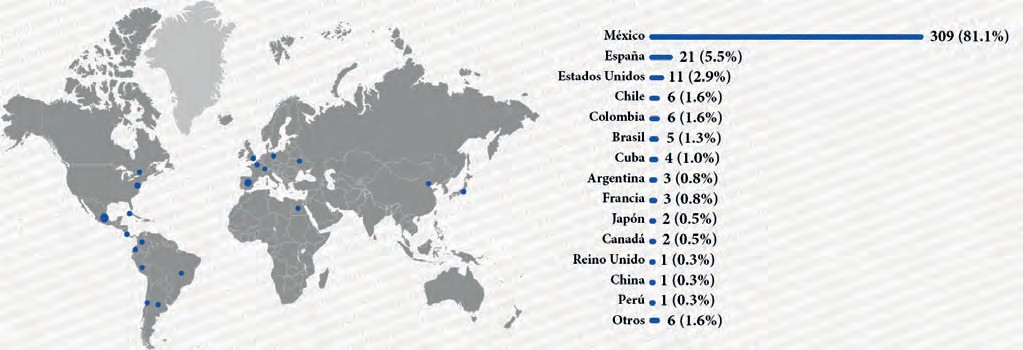 México 309 (81.1%)
España 21 (5.5%)
Estados Unidos 11 (2.9%)
Chile 6 (1.6%)
Colombia 6 (1.6%)
Brasil 5 (1.3%)
Cuba 4 (1.0%)
Argentina 3 (0.8%)
Francia 3 (0.8%)
Japón 2 (0.5%)
Canadá 2 (0.5%)
Reino Unido 1 (0.3%)
China 1 (0.3%)
Perú 1 (0.3%)
Otros 6 (1.6%)